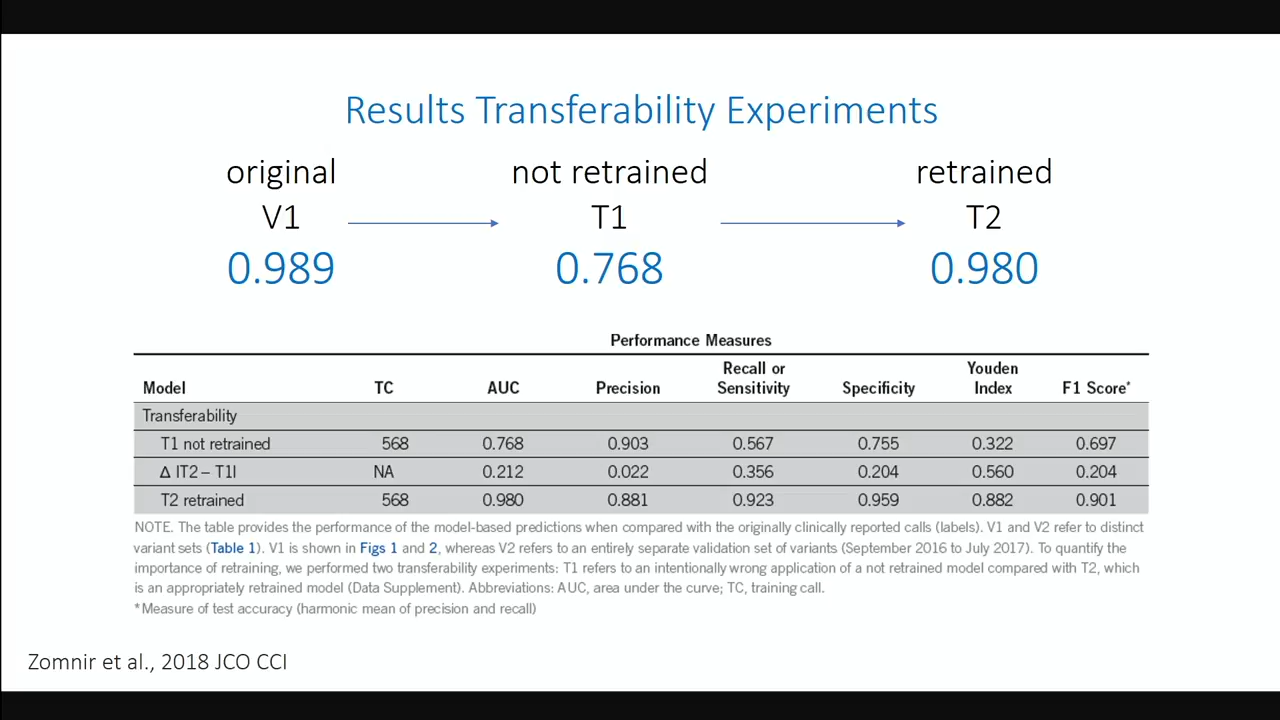 Results Transferability Experiments
original not retrained retrained
V1 T1 T2
0.989 0.768 0.980
Performance Measures
Model TC AUC Precision Recall or Sensitivity Specificity Youden Index F1 Score*
Transferability
T1 not retrained 568 0.768 0.903 0.567 0.755 0.322 0.697
Δ |T2 – T1| NA 0.212 0.022 0.356 0.204 0.560 0.204
T2 retrained 568 0.980 0.881 0.923 0.959 0.882 0.901
NOTE. The table provides the performance of the model-based predictions when compared with the originally clinically reported calls (labels). V1 and V2 refer to distinct
variant sets (Table 1). V1 is shown in Figs 1 and 2, whereas V2 refers to an entirely separate validation set of variants (September 2016 to July 2017). To quantify the
importance of retraining, we performed two transferability experiments: T1 refers to an intentionally wrong application of a not retrained model compared with T2, which
is an appropriately retrained model (Data Supplement). Abbreviations: AUC, area under the curve; TC, training call.
*Measure of test accuracy (harmonic mean of precision and recall)
Zomnir et al., 2018 JCO CCI